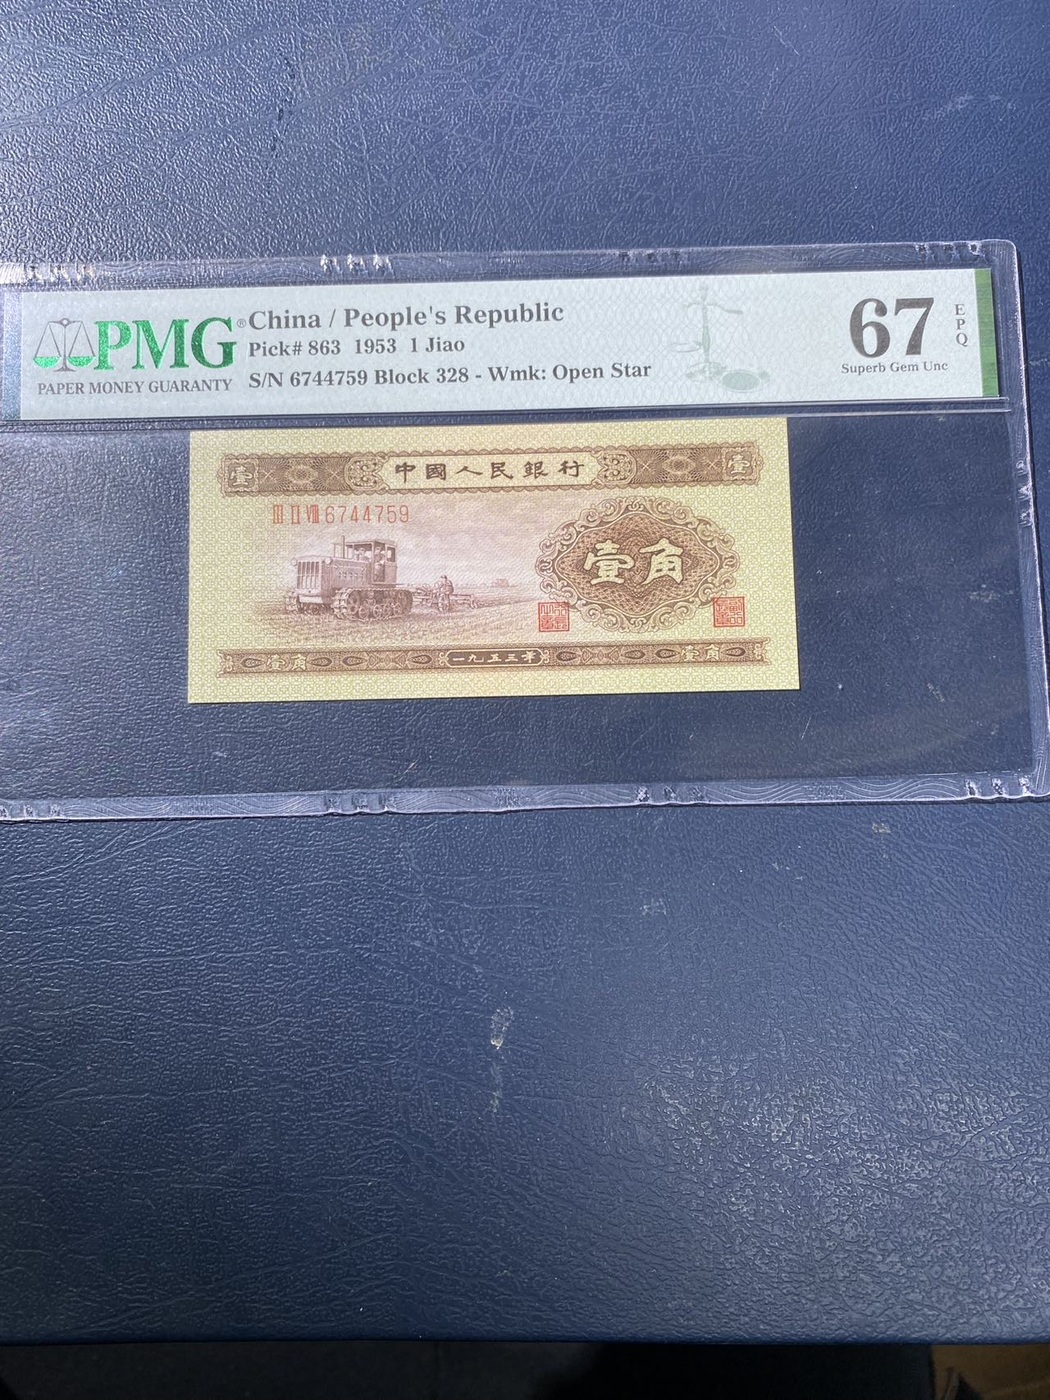 PMG®
PAPER MONEY GUARANTY
China / People's Republic
Pick# 863 1953 1 Jiao
S/N 6744759 Block 328 - Wmk: Open Star
67
EPQ
Superb Gem Unc
壹 中國人民銀行 壹
III II VIII 6744759
壹角
壹角 一九五三年 壹角